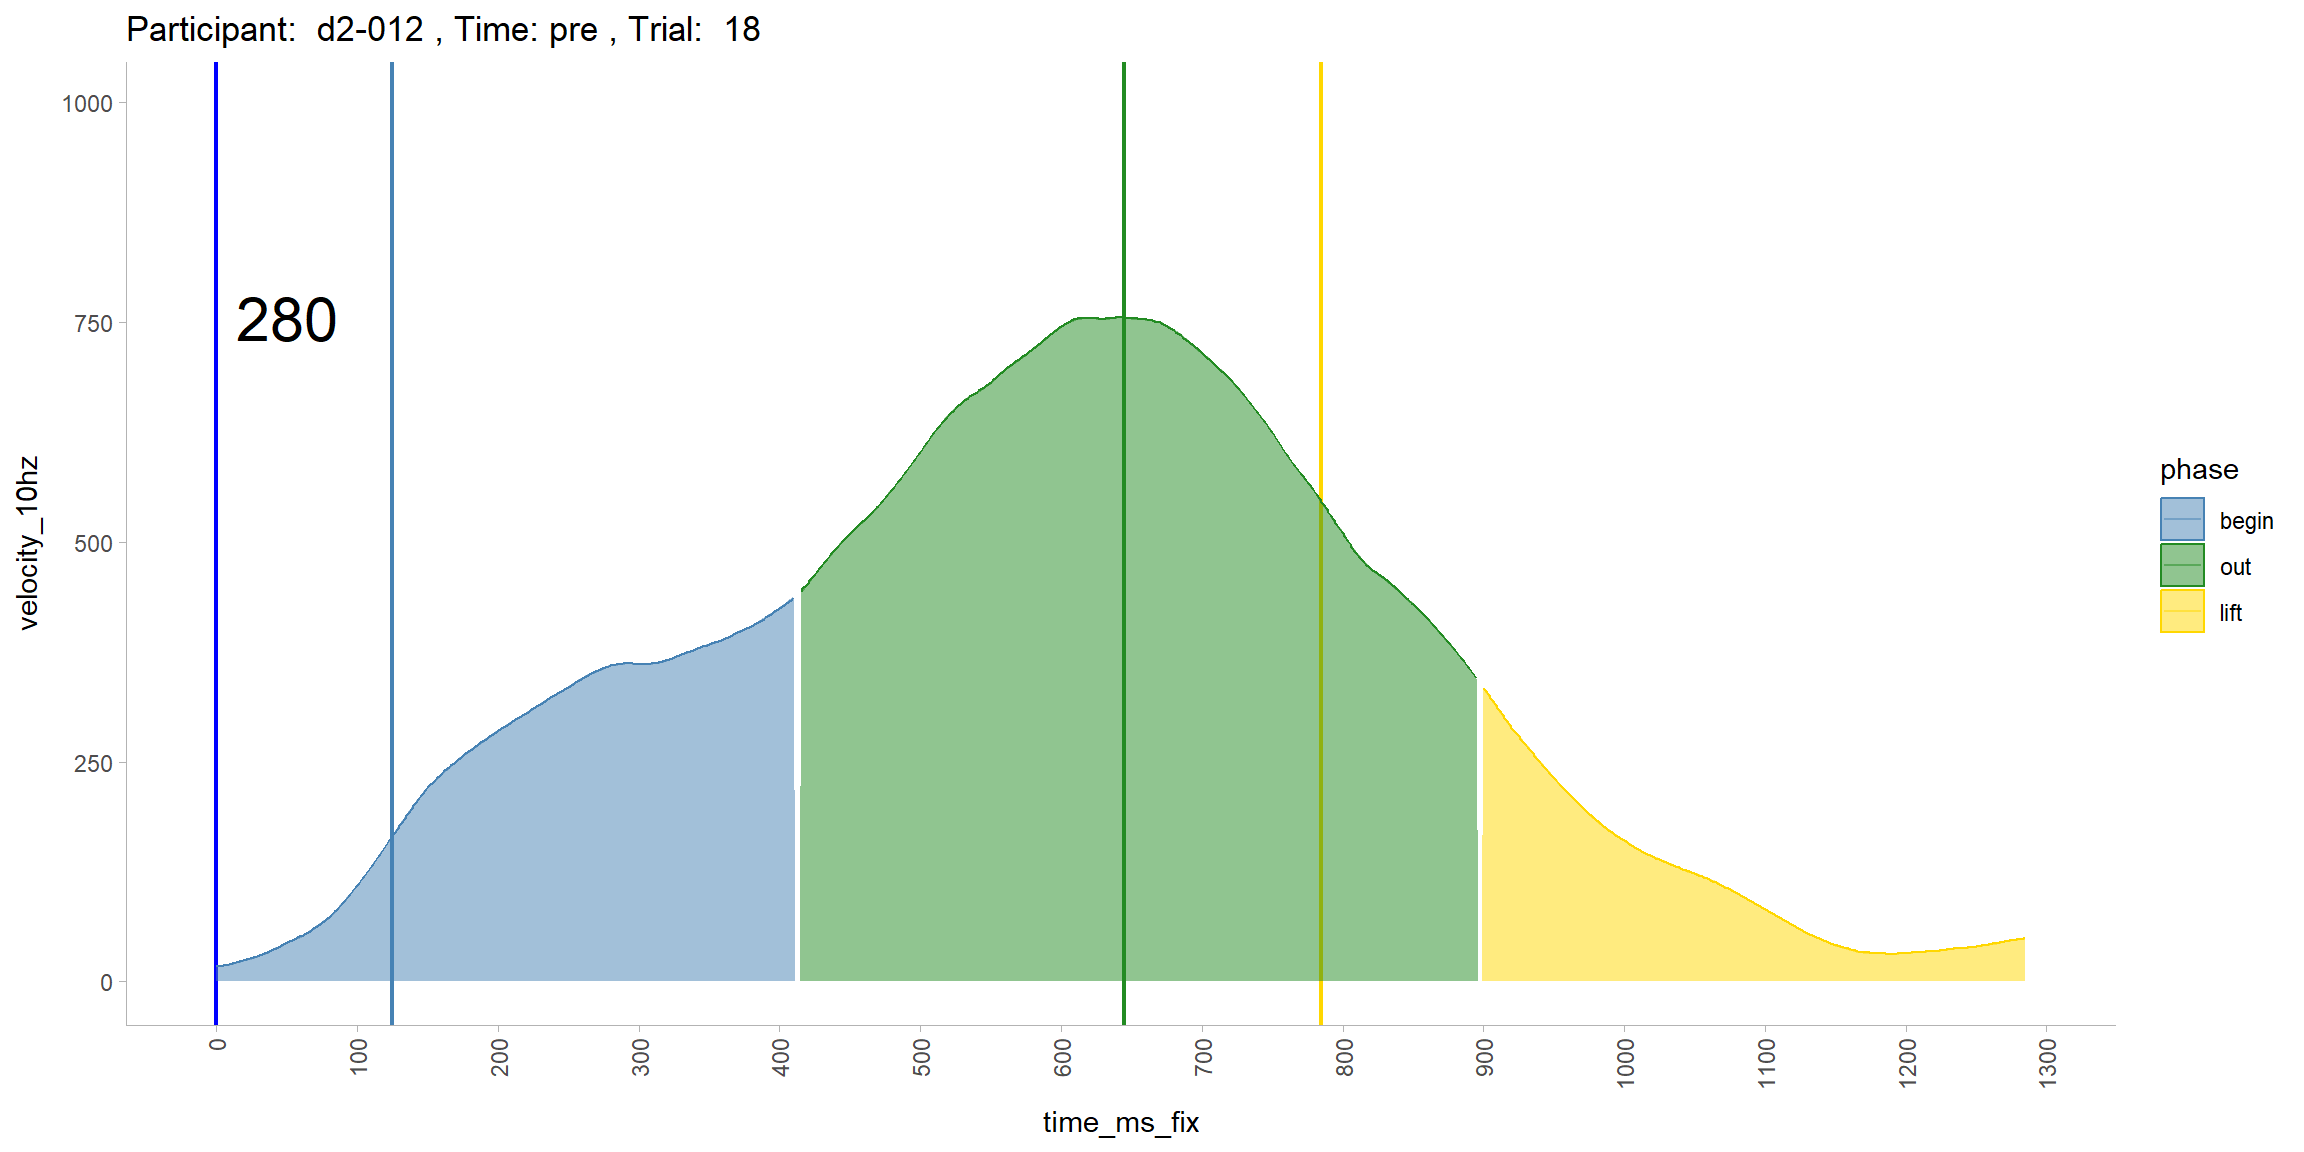 Participant:  d2-012 , Time: pre , Trial:  18
1000
750
500
250
0
velocity_10hz
280
0
100
200
300
400
500
600
700
800
900
1000
1100
1200
1300
time_ms_fix
phase
begin
out
lift